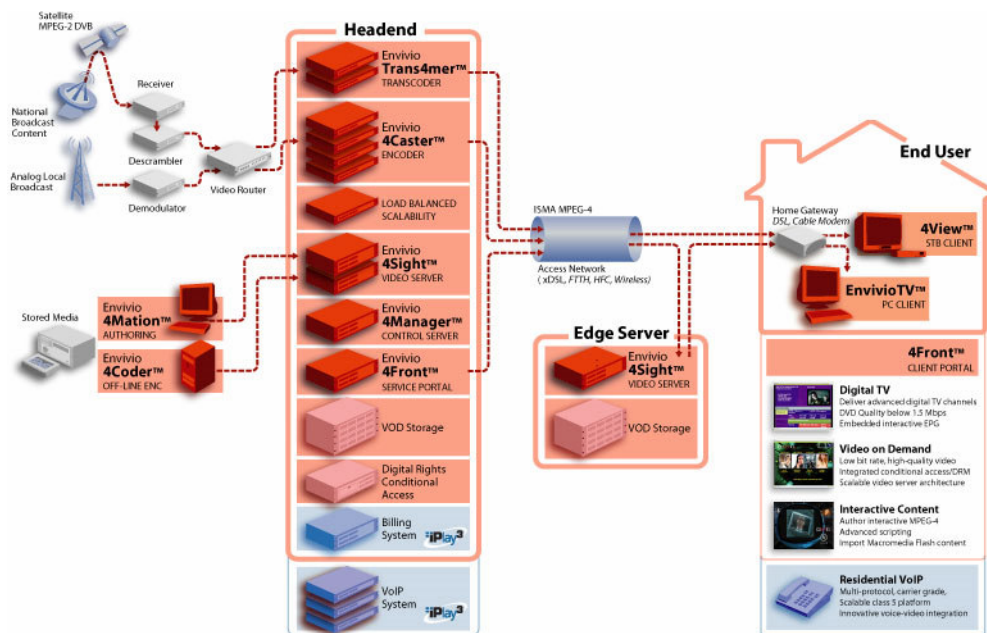 Satellite
MPEG-2 DVB
National
Broadcast
Content
Receiver
Descrambler
Analog Local
Broadcast
Demodulator
Video Router
Stored Media
Envivio
4Mation™
AUTHORING
Envivio
4Coder™
OFF-LINE ENC
Headend
Envivio
Trans4mer™
TRANSCODER
Envivio
4Caster™
ENCODER
LOAD BALANCED
SCALABILITY
Envivio
4Sight™
VIDEO SERVER
Envivio
4Manager™
CONTROL SERVER
Envivio
4Front™
SERVICE PORTAL
VOD Storage
Digital Rights
Conditional
Access
Billing
System
iPlay³
VoIP
System
iPlay³
ISMA MPEG-4
Access Network
( xDSL, FTTH, HFC, Wireless)
Edge Server
Envivio
4Sight™
VIDEO SERVER
VOD Storage
End User
Home Gateway
DSL, Cable Modem
4View™
STB CLIENT
EnvivioTV™
PC CLIENT
4Front™
CLIENT PORTAL
Digital TV
Deliver advanced digital TV channels
DVD Quality below 1.5 Mbps
Embedded interactive EPG
Video on Demand
Low bit rate, high-quality video
Integrated conditional access/DRM
Scalable video server architecture
Interactive Content
Author interactive MPEG-4
Advanced scripting
Import Macromedia Flash content
Residential VoIP
Multi-protocol, carrier grade,
Scalable class 5 platform
Innovative voice-video integration